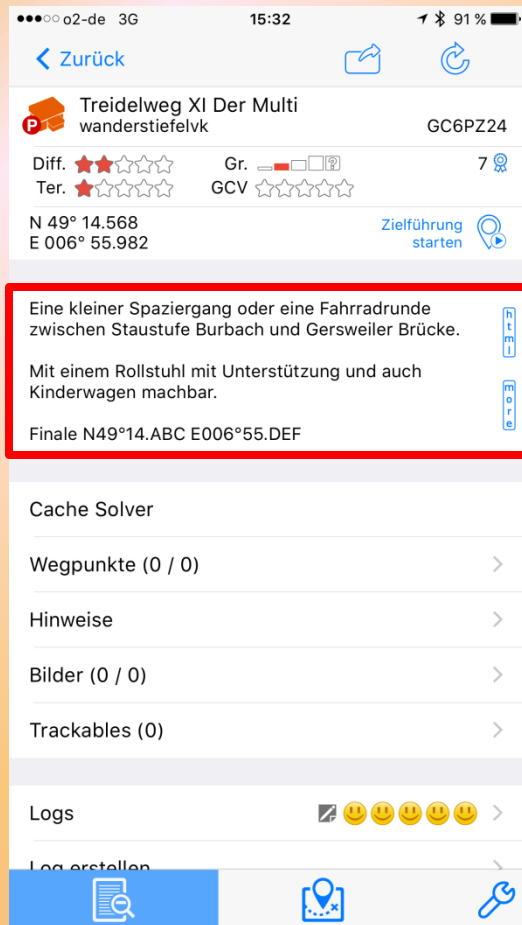 o2-de 3G 15:32 91 %
Zurück
Treidelweg XI Der Multi
P wanderstiefelvk GC6PZ24
Diff. Gr. ? 7
Ter. GCV
N 49° 14.568
E 006° 55.982
Zielführung
starten
Eine kleiner Spaziergang oder eine Fahrradrunde
zwischen Staustufe Burbach und Gersweiler Brücke.
Mit einem Rollstuhl mit Unterstützung und auch
Kinderwagen machbar.
Finale N49°14.ABC E006°55.DEF
html
more
Cache Solver
Wegpunkte (0 / 0)
Hinweise
Bilder (0 / 0)
Trackables (0)
Logs
Log erstellen